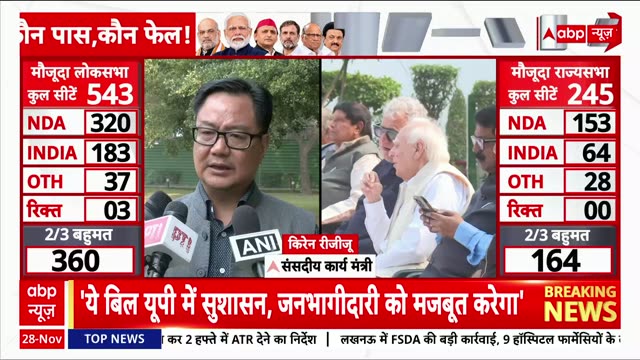 कौन पास,कौन फेल!
abp न्यूज़
मौजूदा लोकसभा
कुल सीटें 543
NDA 320
INDIA 183
OTH 37
रिक्त 03
2/3 बहुमत
360
मौजूदा राज्यसभा
कुल सीटें 245
NDA 153
INDIA 64
OTH 28
रिक्त 00
2/3 बहुमत
164
ANI
किरेन रीजीजू
संसदीय कार्य मंत्री
abp न्यूज़
'ये बिल यूपी में सुशासन, जनभागीदारी को मजबूत करेगा'
BREAKING
NEWS
28-Nov
TOP NEWS
कर 2 हफ्ते में ATR देने का निर्देश | लखनऊ में FSDA की बड़ी कार्रवाई, 9 हॉस्पिटल फार्मेसियों के